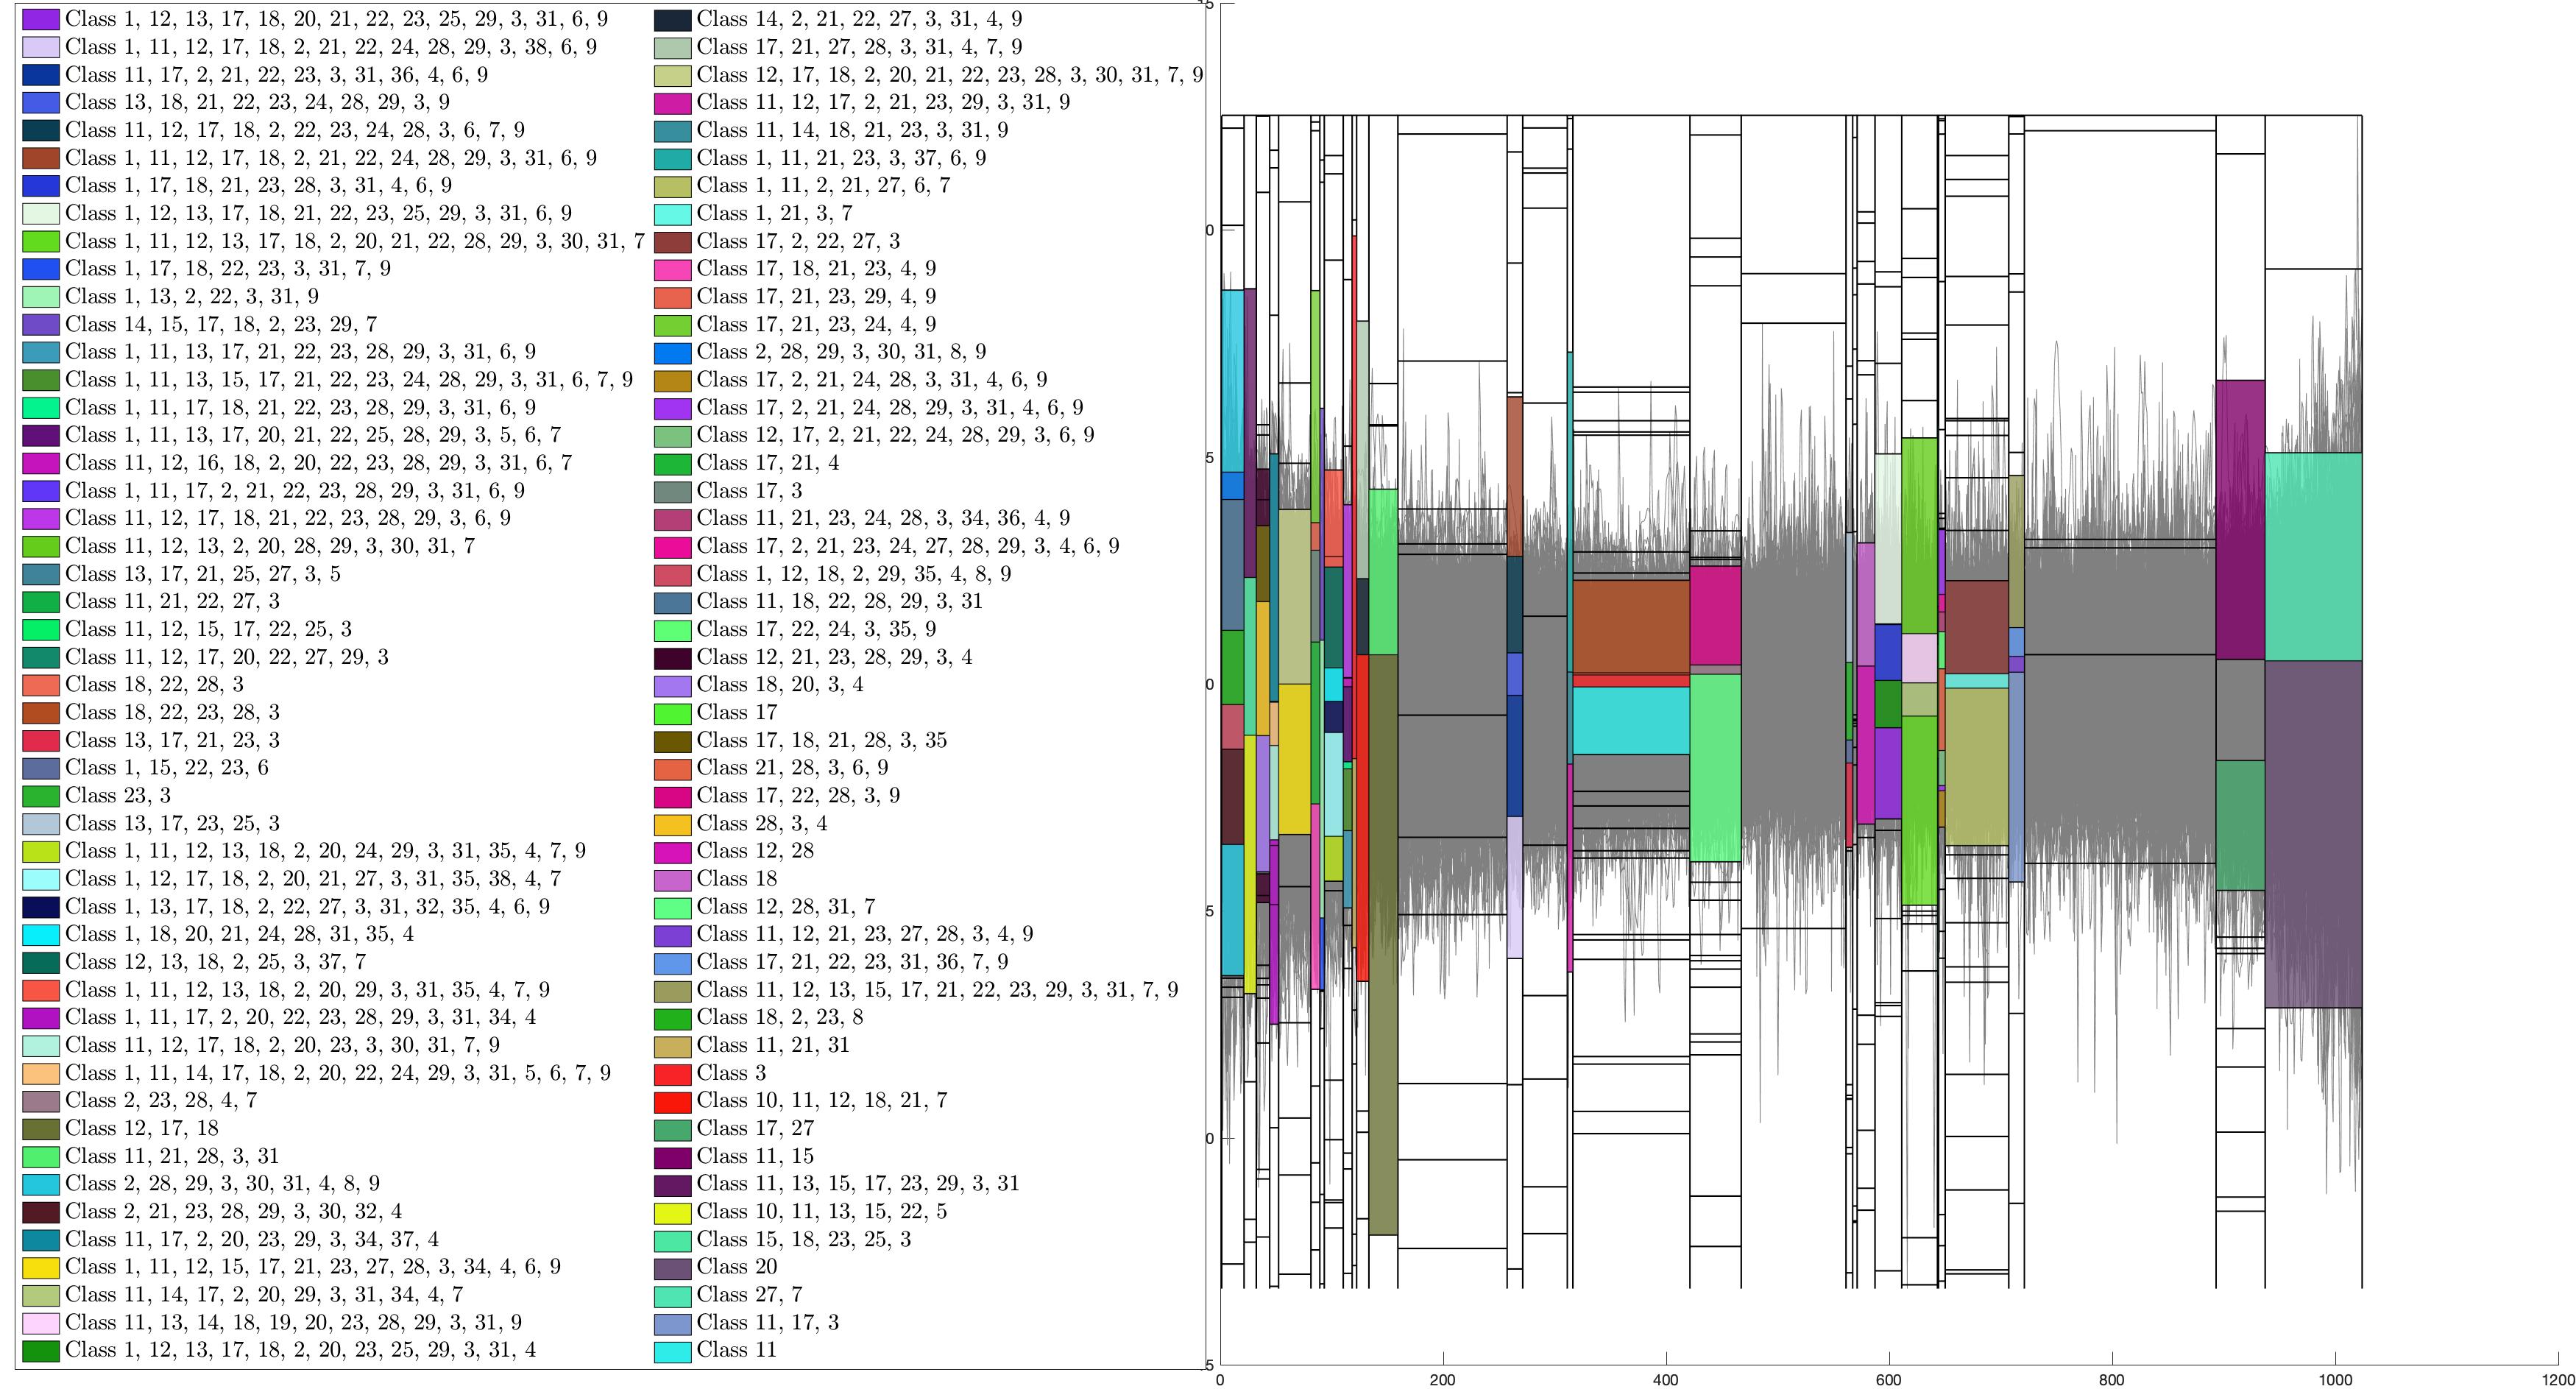 Class 1, 12, 13, 17, 18, 20, 21, 22, 23, 25, 29, 3, 31, 6, 9
Class 1, 11, 12, 17, 18, 2, 21, 22, 24, 28, 29, 3, 38, 6, 9
Class 11, 17, 2, 21, 22, 23, 3, 31, 36, 4, 6, 9
Class 13, 18, 21, 22, 23, 24, 28, 29, 3, 9
Class 11, 12, 17, 18, 2, 22, 23, 24, 28, 3, 6, 7, 9
Class 1, 11, 12, 17, 18, 2, 21, 22, 24, 28, 29, 3, 31, 6, 9
Class 1, 17, 18, 21, 23, 28, 3, 31, 4, 6, 9
Class 1, 12, 13, 17, 18, 21, 22, 23, 25, 29, 3, 31, 6, 9
Class 1, 11, 12, 13, 17, 18, 2, 20, 21, 22, 28, 29, 3, 30, 31, 7
Class 1, 17, 18, 22, 23, 3, 31, 7, 9
Class 1, 13, 2, 22, 3, 31, 9
Class 14, 15, 17, 18, 2, 23, 29, 7
Class 1, 11, 13, 17, 21, 22, 23, 28, 29, 3, 31, 6, 9
Class 1, 11, 13, 15, 17, 21, 22, 23, 24, 28, 29, 3, 31, 6, 7, 9
Class 1, 11, 17, 18, 21, 22, 23, 28, 29, 3, 31, 6, 9
Class 1, 11, 13, 17, 20, 21, 22, 25, 28, 29, 3, 5, 6, 7
Class 11, 12, 16, 18, 2, 20, 22, 23, 28, 29, 3, 31, 6, 7
Class 1, 11, 17, 2, 21, 22, 23, 28, 29, 3, 31, 6, 9
Class 11, 12, 17, 18, 21, 22, 23, 28, 29, 3, 6, 9
Class 11, 12, 13, 2, 20, 28, 29, 3, 30, 31, 7
Class 13, 17, 21, 25, 27, 3, 5
Class 11, 21, 22, 27, 3
Class 11, 12, 15, 17, 22, 25, 3
Class 11, 12, 17, 20, 22, 27, 29, 3
Class 18, 22, 28, 3
Class 18, 22, 23, 28, 3
Class 13, 17, 21, 23, 3
Class 1, 15, 22, 23, 6
Class 23, 3
Class 13, 17, 23, 25, 3
Class 1, 11, 12, 13, 18, 2, 20, 24, 29, 3, 31, 35, 4, 7, 9
Class 1, 12, 17, 18, 2, 20, 21, 27, 3, 31, 35, 38, 4, 7
Class 1, 13, 17, 18, 2, 22, 27, 3, 31, 32, 35, 4, 6, 9
Class 1, 18, 20, 21, 24, 28, 31, 35, 4
Class 12, 13, 18, 2, 25, 3, 37, 7
Class 1, 11, 12, 13, 18, 2, 20, 29, 3, 31, 35, 4, 7, 9
Class 1, 11, 17, 2, 20, 22, 23, 28, 29, 3, 31, 34, 4
Class 11, 12, 17, 18, 2, 20, 23, 3, 30, 31, 7, 9
Class 1, 11, 14, 17, 18, 2, 20, 22, 24, 29, 3, 31, 5, 6, 7, 9
Class 2, 23, 28, 4, 7
Class 12, 17, 18
Class 11, 21, 28, 3, 31
Class 2, 28, 29, 3, 30, 31, 4, 8, 9
Class 2, 21, 23, 28, 29, 3, 30, 32, 4
Class 11, 17, 2, 20, 23, 29, 3, 34, 37, 4
Class 1, 11, 12, 15, 17, 21, 23, 27, 28, 3, 34, 4, 6, 9
Class 11, 14, 17, 2, 20, 29, 3, 31, 34, 4, 7
Class 11, 13, 14, 18, 19, 20, 23, 28, 29, 3, 31, 9
Class 1, 12, 13, 17, 18, 2, 20, 23, 25, 29, 3, 31, 4
Class 14, 2, 21, 22, 27, 3, 31, 4, 9
Class 17, 21, 27, 28, 3, 31, 4, 7, 9
Class 12, 17, 18, 2, 20, 21, 22, 23, 28, 3, 30, 31, 7, 9
Class 11, 12, 17, 2, 21, 23, 29, 3, 31, 9
Class 11, 14, 18, 21, 23, 3, 31, 9
Class 1, 11, 21, 23, 3, 37, 6, 9
Class 1, 11, 2, 21, 27, 6, 7
Class 1, 21, 3, 7
Class 17, 2, 22, 27, 3
Class 17, 18, 21, 23, 4, 9
Class 17, 21, 23, 29, 4, 9
Class 17, 21, 23, 24, 4, 9
Class 2, 28, 29, 3, 30, 31, 8, 9
Class 17, 2, 21, 24, 28, 3, 31, 4, 6, 9
Class 17, 2, 21, 24, 28, 29, 3, 31, 4, 6, 9
Class 12, 17, 2, 21, 22, 24, 28, 29, 3, 6, 9
Class 17, 21, 4
Class 17, 3
Class 11, 21, 23, 24, 28, 3, 34, 36, 4, 9
Class 17, 2, 21, 23, 24, 27, 28, 29, 3, 4, 6, 9
Class 1, 12, 18, 2, 29, 35, 4, 8, 9
Class 11, 18, 22, 28, 29, 3, 31
Class 17, 22, 24, 3, 35, 9
Class 12, 21, 23, 28, 29, 3, 4
Class 18, 20, 3, 4
Class 17
Class 17, 18, 21, 28, 3, 35
Class 21, 28, 3, 6, 9
Class 17, 22, 28, 3, 9
Class 28, 3, 4
Class 12, 28
Class 18
Class 12, 28, 31, 7
Class 11, 12, 21, 23, 27, 28, 3, 4, 9
Class 17, 21, 22, 23, 31, 36, 7, 9
Class 11, 12, 13, 15, 17, 21, 22, 23, 29, 3, 31, 7, 9
Class 18, 2, 23, 8
Class 11, 21, 31
Class 3
Class 10, 11, 12, 18, 21, 7
Class 17, 27
Class 11, 15
Class 11, 13, 15, 17, 23, 29, 3, 31
Class 10, 11, 13, 15, 22, 5
Class 15, 18, 23, 25, 3
Class 20
Class 27, 7
Class 11, 17, 3
Class 11
5
0
5
0
5
0
5
0
200
400
600
800
1000
1200